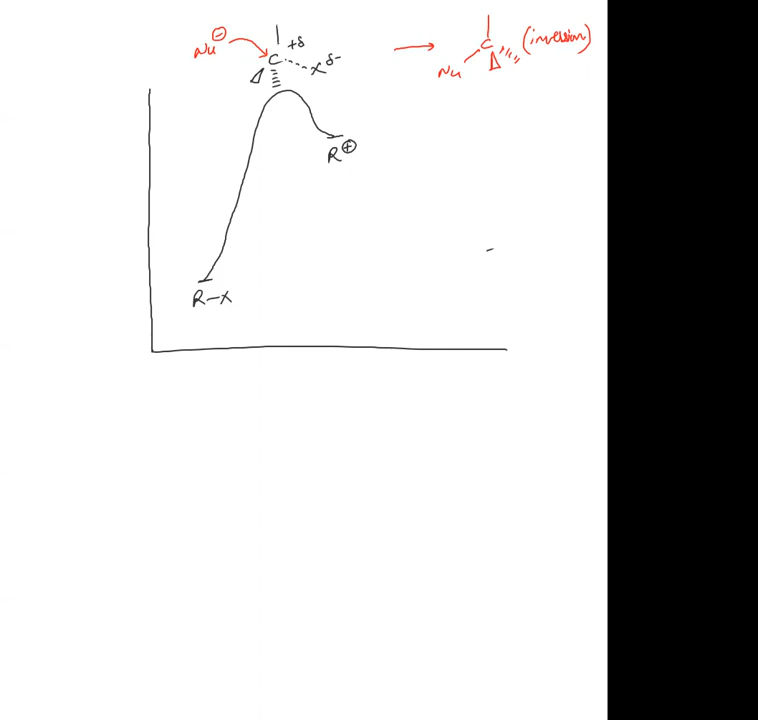 Nu⊖
C +δ
X δ-
→
C (inversion)
Nu
R⊕
R–X